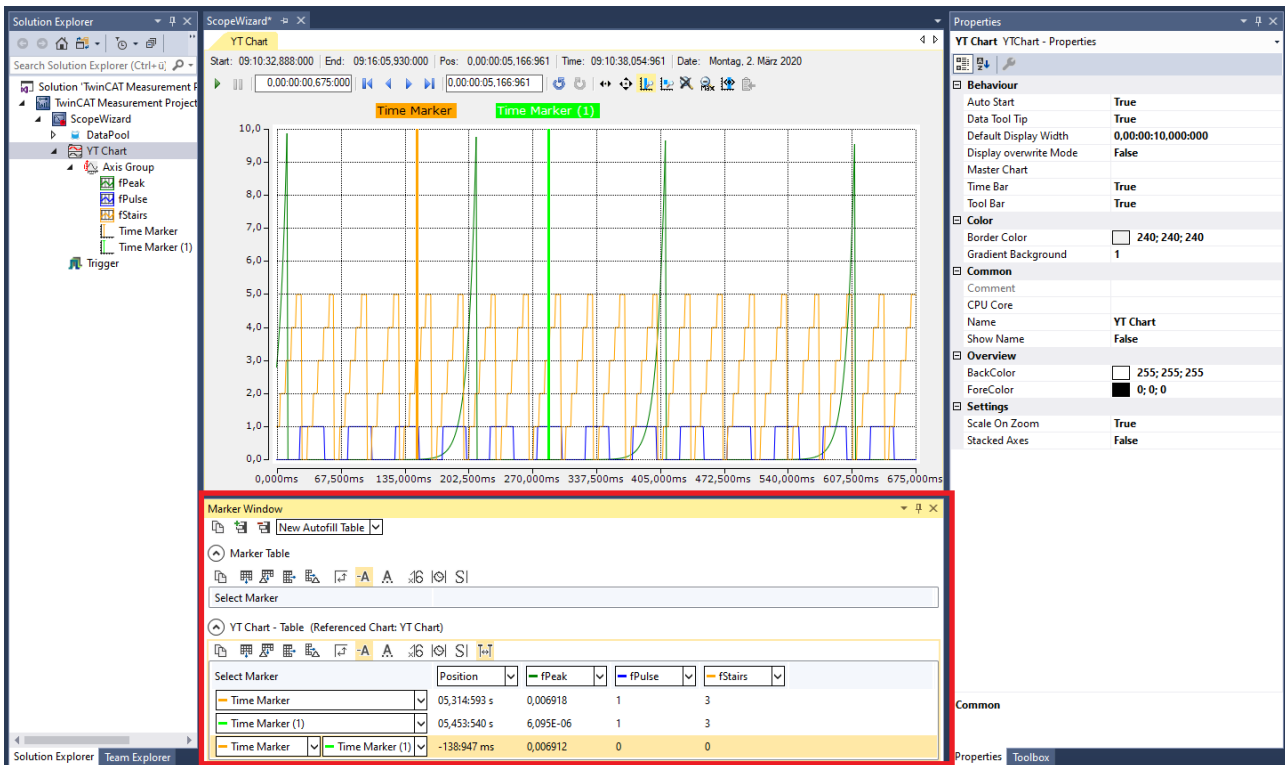 Solution Explorer
Search Solution Explorer (Ctrl+ü)
Solution 'TwinCAT Measurement P
TwinCAT Measurement Project
ScopeWizard
DataPool
YT Chart
Axis Group
fPeak
fPulse
fStairs
Time Marker
Time Marker (1)
Trigger
Solution Explorer Team Explorer
ScopeWizard*
YT Chart
Start: 09:10:32,888:000 End: 09:16:05,930:000 Pos: 0,00:00:05,166:961 Time: 09:10:38,054:961 Date: Montag, 2. März 2020
0,00:00:00,675:000 0,00:00:05,166:961
Time Marker Time Marker (1)
10,0
9,0
8,0
7,0
6,0
5,0
4,0
3,0
2,0
1,0
0,0
0,000ms 67,500ms 135,000ms 202,500ms 270,000ms 337,500ms 405,000ms 472,500ms 540,000ms 607,500ms 675,000ms
Marker Window
New Autofill Table
Marker Table
-A A .16 S|
Select Marker
YT Chart - Table (Referenced Chart: YT Chart)
-A A .16 S|
Select Marker Position fPeak fPulse fStairs
Time Marker 05,314:593 s 0,006918 1 3
Time Marker (1) 05,453:540 s 6,095E-06 1 3
Time Marker Time Marker (1) -138:947 ms 0,006912 0 0
Properties
YT Chart YTChart - Properties
Behaviour
Auto Start True
Data Tool Tip True
Default Display Width 0,00:00:10,000:000
Display overwrite Mode False
Master Chart
Time Bar True
Tool Bar True
Color
Border Color 240; 240; 240
Gradient Background 1
Common
Comment
CPU Core
Name YT Chart
Show Name False
Overview
BackColor 255; 255; 255
ForeColor 0; 0; 0
Settings
Scale On Zoom True
Stacked Axes False
Common
Properties Toolbox